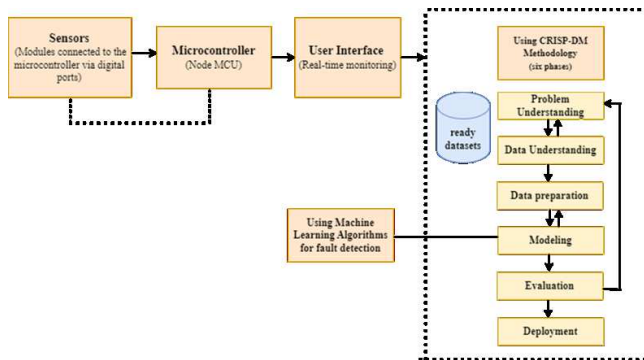 Sensors
(Modules connected to the
microcontroller via digital
ports)
Microcontroller
(Node MCU)
User Interface
(Real-time monitoring)
Using CRISP-DM
Methodology
(six phases)
ready
datasets
Problem
Understanding
Data Understanding
Data preparation
Using Machine
Learning Algorithms
for fault detection
Modeling
Evaluation
Deployment